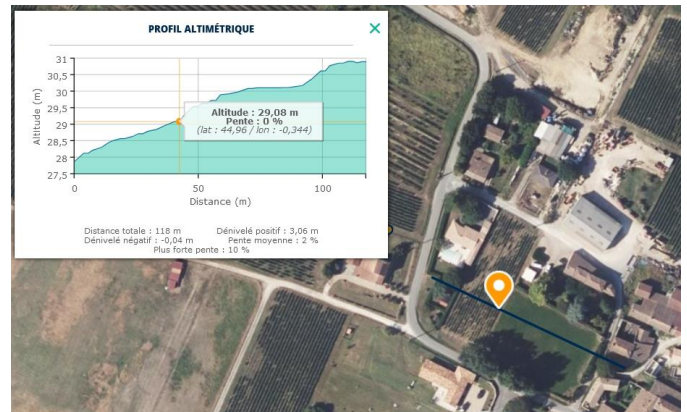 PROFIL ALTIMÉTRIQUE
✕
31
30,5
30
29,5
29
28,5
28
27,5
Altitude (m)
Altitude : 29,08 m
Pente : 0 %
(lat : 44,96 / lon : -0,344)
0 50 100
Distance (m)
Distance totale : 118 m Dénivelé positif : 3,06 m
Dénivelé négatif : -0,04 m Pente moyenne : 2 %
Plus forte pente : 10 %